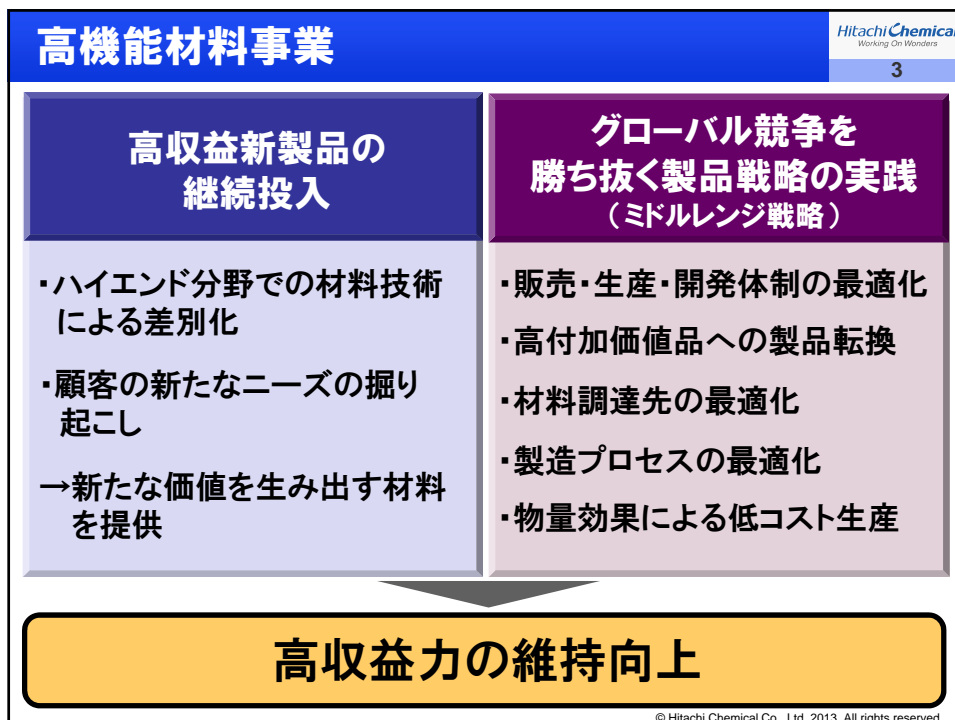 高機能材料事業
Hitachi Chemical
Working On Wonders
3
高収益新製品の
継続投入
・ハイエンド分野での材料技術
による差別化
・顧客の新たなニーズの掘り
起こし
→新たな価値を生み出す材料
を提供
グローバル競争を
勝ち抜く製品戦略の実践
（ミドルレンジ戦略）
・販売・生産・開発体制の最適化
・高付加価値品への製品転換
・材料調達先の最適化
・製造プロセスの最適化
・物量効果による低コスト生産
高収益力の維持向上
© Hitachi Chemical Co., Ltd. 2013. All rights reserved.